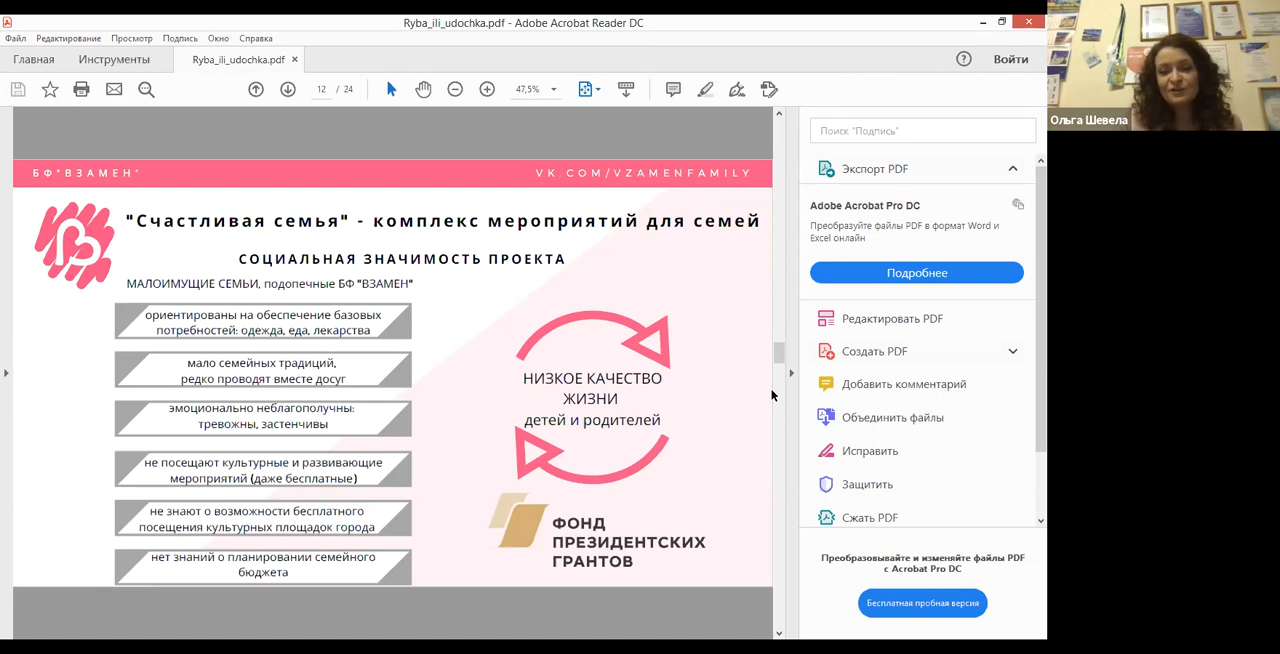 Ryba_ili_udochka.pdf - Adobe Acrobat Reader DC
Файл Редактирование Просмотр Подпись Окно Справка
Главная Инструменты Ryba_ili_udochka.pdf × Войти
12 / 24 47,5%
БФ "ВЗАМЕН" VK.COM/VZAMENFAMILY
"Счастливая семья" - комплекс мероприятий для семей
СОЦИАЛЬНАЯ ЗНАЧИМОСТЬ ПРОЕКТА
МАЛОИМУЩИЕ СЕМЬИ, подопечные БФ "ВЗАМЕН"
ориентированы на обеспечение базовых
потребностей: одежда, еда, лекарства
мало семейных традиций,
редко проводят вместе досуг
эмоционально неблагополучны:
тревожны, застенчивы
не посещают культурные и развивающие
мероприятий (даже бесплатные)
не знают о возможности бесплатного
посещения культурных площадок города
нет знаний о планировании семейного
бюджета
НИЗКОЕ КАЧЕСТВО
ЖИЗНИ
детей и родителей
ФОНД
ПРЕЗИДЕНТСКИХ
ГРАНТОВ
Поиск "Подпись"
Экспорт PDF
Adobe Acrobat Pro DC
Преобразуйте файлы PDF в формат Word и
Excel онлайн
Подробнее
Редактировать PDF
Создать PDF
Добавить комментарий
Объединить файлы
Исправить
Защитить
Сжать PDF
Преобразовывайте и изменяйте файлы PDF
с Acrobat Pro DC
Бесплатная пробная версия
Ольга Шевела